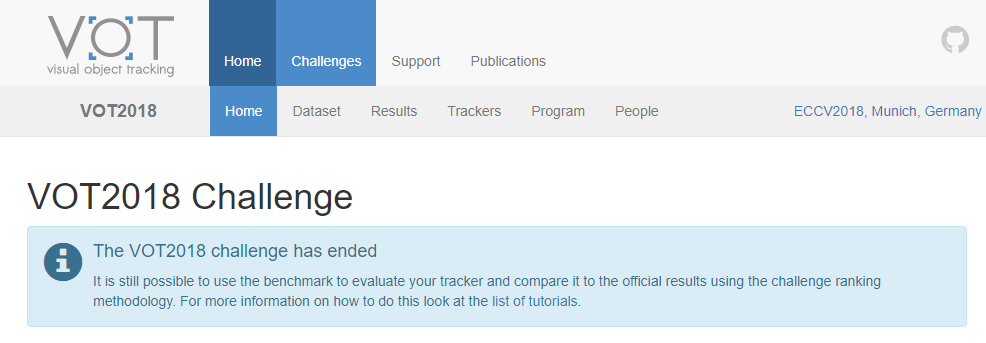 VOT
visual object tracking
Home Challenges Support Publications
VOT2018 Home Dataset Results Trackers Program People ECCV2018, Munich, Germany
VOT2018 Challenge
The VOT2018 challenge has ended
It is still possible to use the benchmark to evaluate your tracker and compare it to the official results using the challenge ranking
methodology. For more information on how to do this look at the list of tutorials.